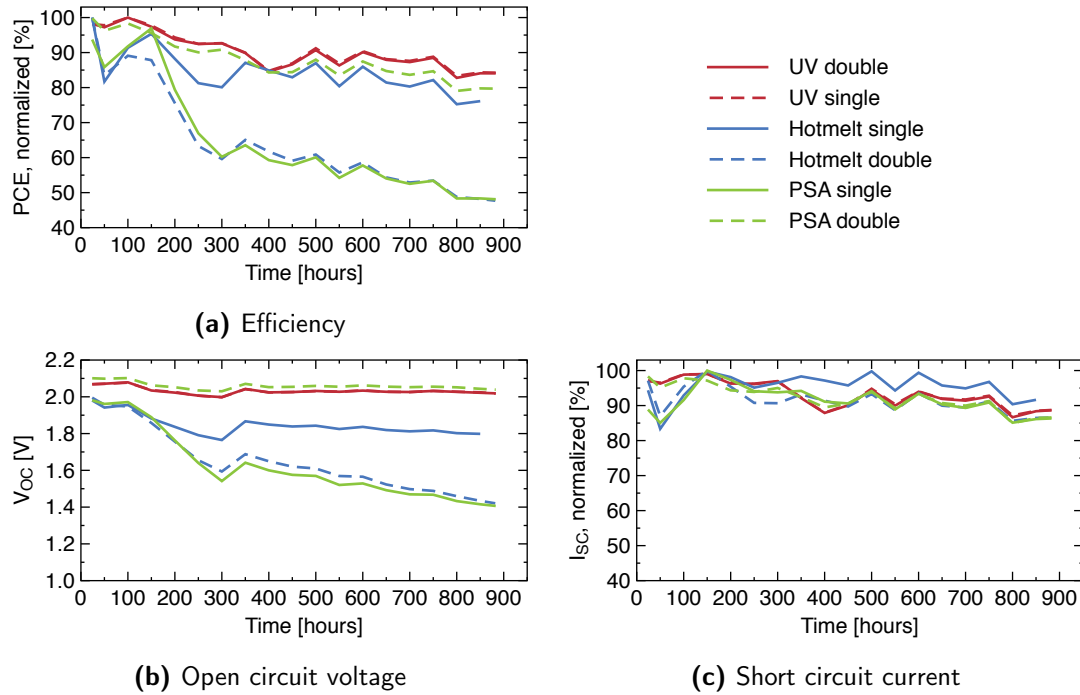 PCE, normalized [%]
100
90
80
70
60
50
40
0 100 200 300 400 500 600 700 800 900
Time [hours]
(a) Efficiency
UV double
UV single
Hotmelt single
Hotmelt double
PSA single
PSA double
V_OC [V]
2.2
2.0
1.8
1.6
1.4
1.2
1.0
0 100 200 300 400 500 600 700 800 900
Time [hours]
(b) Open circuit voltage
I_SC, normalized [%]
100
90
80
70
60
50
40
0 100 200 300 400 500 600 700 800 900
Time [hours]
(c) Short circuit current